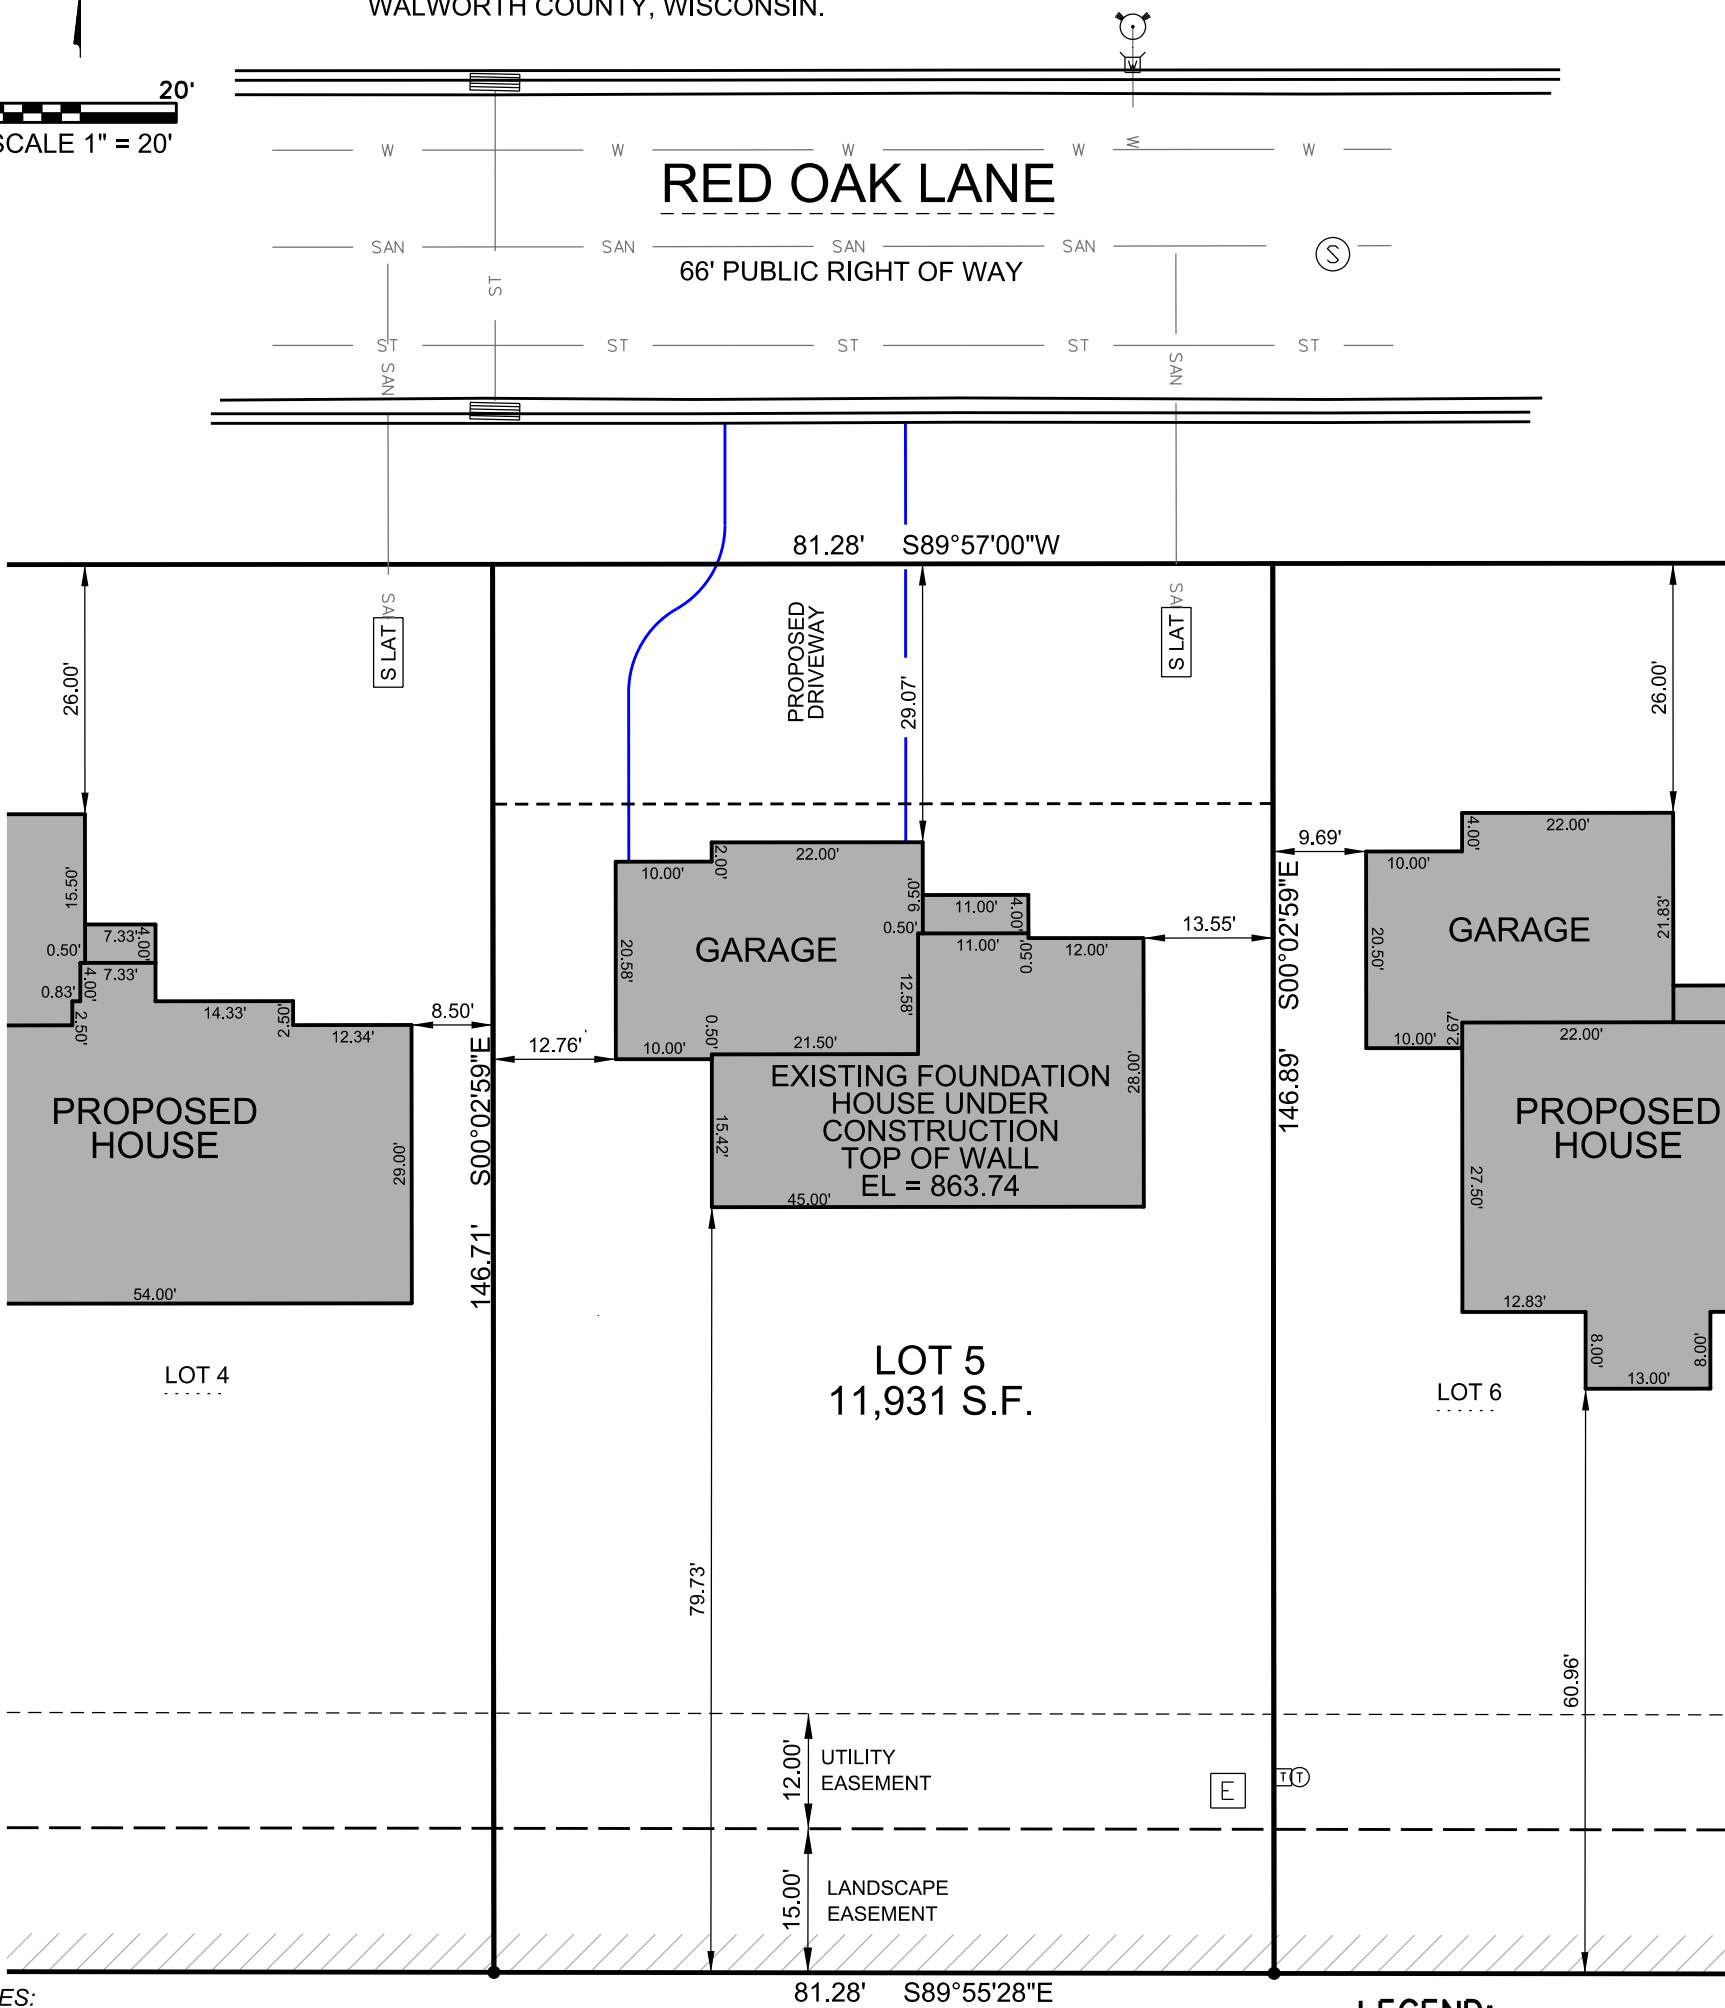 WALWORTH COUNTY, WISCONSIN.
20'
SCALE 1" = 20'
W
W W W W W W
RED OAK LANE
SAN SAN SAN SAN
S
66' PUBLIC RIGHT OF WAY
ST
ST ST ST ST ST
SAN SAN
81.28' S89°57'00"W
SA
S LAT
SA
S LAT
PROPOSED
DRIVEWAY
26.00'
29.07'
26.00'
15.50'
0.50'
7.33'
4.00'
7.33'
0.83'
4.00'
2.50'
14.33'
2.50'
12.34'
8.50'
PROPOSED
HOUSE
29.00'
54.00'
LOT 4
146.71' S00°02'59"E
12.76'
10.00'
2.00'
22.00'
9.50'
11.00'
4.00'
0.50'
11.00'
0.50'
12.00'
13.55'
GARAGE
20.58'
12.58'
10.00'
0.50'
21.50'
28.00'
15.42'
EXISTING FOUNDATION
HOUSE UNDER
CONSTRUCTION
TOP OF WALL
EL = 863.74
45.00'
146.89' S00°02'59"E
LOT 5
11,931 S.F.
79.73'
9.69'
10.00'
4.00'
22.00'
GARAGE
20.50'
21.83'
10.00'
2.67'
22.00'
PROPOSED
HOUSE
27.50'
12.83'
8.00'
8.00'
13.00'
LOT 6
60.96'
12.00'
UTILITY
EASEMENT
E
T T
15.00'
LANDSCAPE
EASEMENT
81.28' S89°55'28"E
ES:
LEGEND: